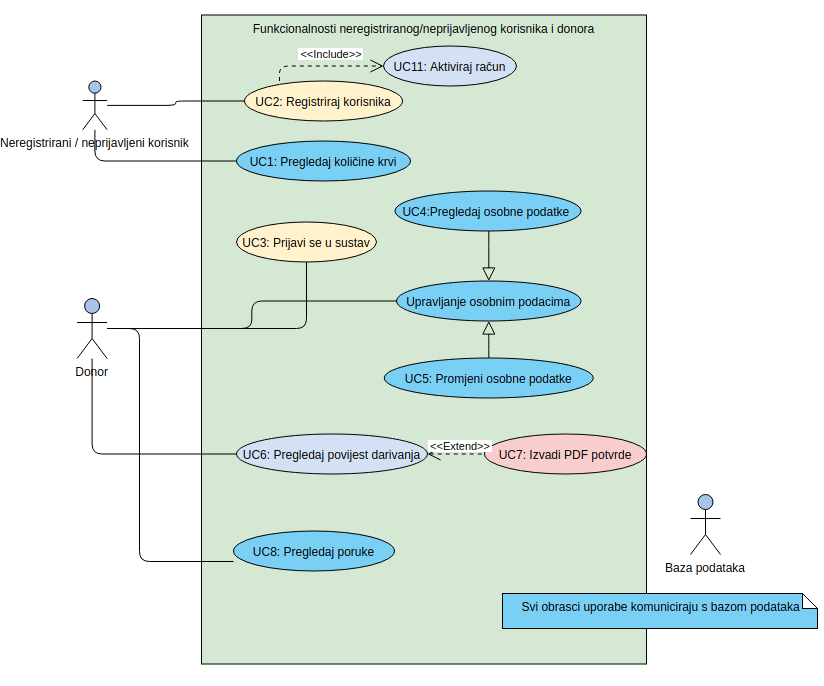 Funkcionalnosti neregistriranog/neprijavljenog korisnika i donora
<<Include>>
UC11: Aktiviraj račun
UC2: Registriraj korisnika
Neregistrirani / neprijavljeni korisnik
UC1: Pregledaj količine krvi
UC4:Pregledaj osobne podatke
UC3: Prijavi se u sustav
Upravljanje osobnim podacima
Donor
UC5: Promjeni osobne podatke
<<Extend>>
UC6: Pregledaj povijest darivanja
UC7: Izvadi PDF potvrde
UC8: Pregledaj poruke
Baza podataka
Svi obrasci uporabe komuniciraju s bazom podataka